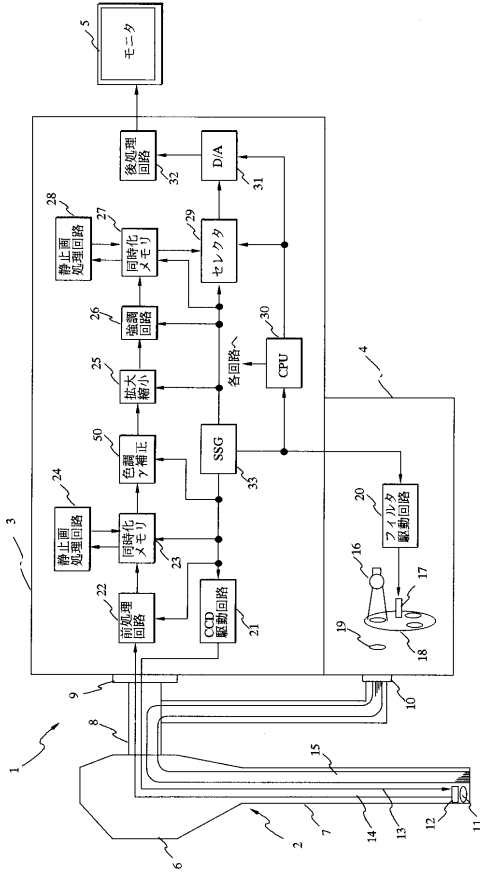 1
2
3
4
5
モニタ
6
7
8
9
10
11
12
13
14
15
16
17
18
19
20
フィルタ
駆動回路
21
CCD
駆動回路
22
前処理
回路
23
同時化
メモリ
24
静止画
処理回路
50
色調
γ補正
25
拡大
縮小
26
強調
回路
27
同時化
メモリ
28
静止画
処理回路
29
セレクタ
30
CPU
各回路へ
31
D/A
32
後処理
回路
33
SSG